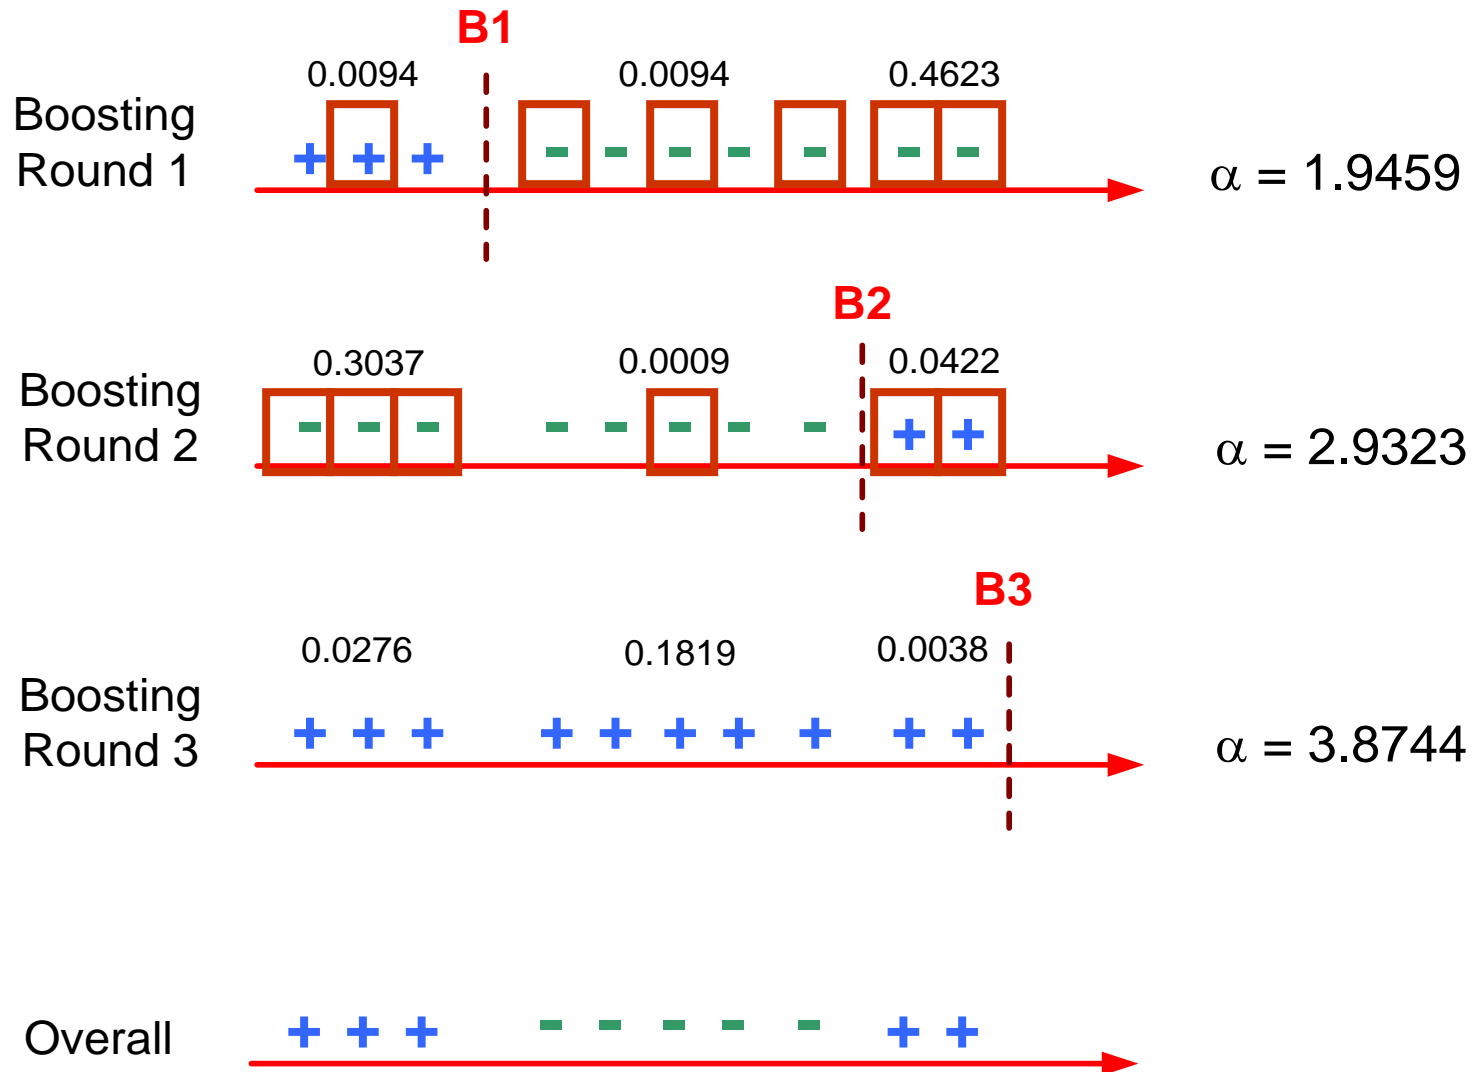 B1
0.0094 0.0094 0.4623
Boosting
Round 1
+ + + - - - - - - -
α = 1.9459
B2
0.3037 0.0009 0.0422
Boosting
Round 2
- - - - - - - - + +
α = 2.9323
B3
0.0276 0.1819 0.0038
Boosting
Round 3
+ + + + + + + + + +
α = 3.8744
Overall
+ + + - - - - - + +